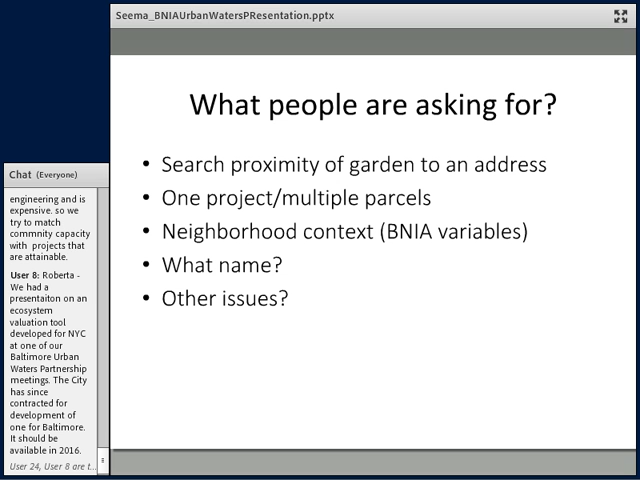 Seema_BNIAUrbanWatersPResentation.pptx
What people are asking for?
• Search proximity of garden to an address
• One project/multiple parcels
• Neighborhood context (BNIA variables)
• What name?
• Other issues?
Chat (Everyone)
engineering and is
expensive. so we
try to match
commnity capacity
with projects that
are attainable.
User 8: Roberta -
We had a
presentaiton on an
ecosystem
valuation tool
developed for NYC
at one of our
Baltimore Urban
Waters Partnership
meetings. The City
has since
contracted for
development of
one for Baltimore.
It should be
available in 2016.
User 24, User 8 are t...